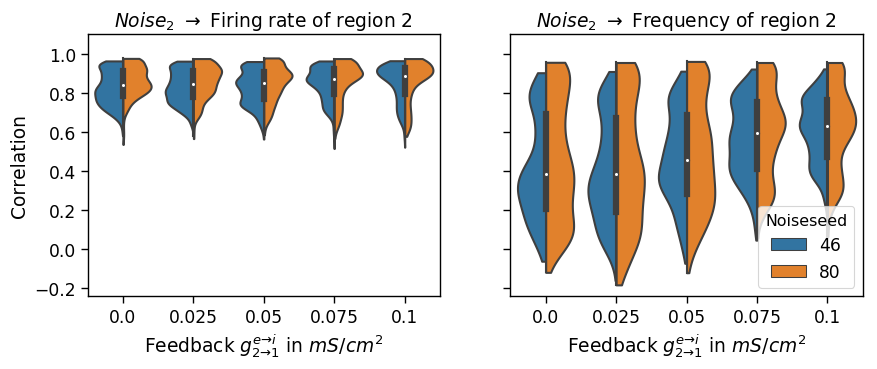 Noise₂ → Firing rate of region 2
Noise₂ → Frequency of region 2
Correlation
1.0
0.8
0.6
0.4
0.2
0.0
−0.2
0.0 0.025 0.05 0.075 0.1
Feedback g^{e→i}_{2→1} in mS/cm²
Noiseseed
46
80
0.0 0.025 0.05 0.075 0.1
Feedback g^{e→i}_{2→1} in mS/cm²